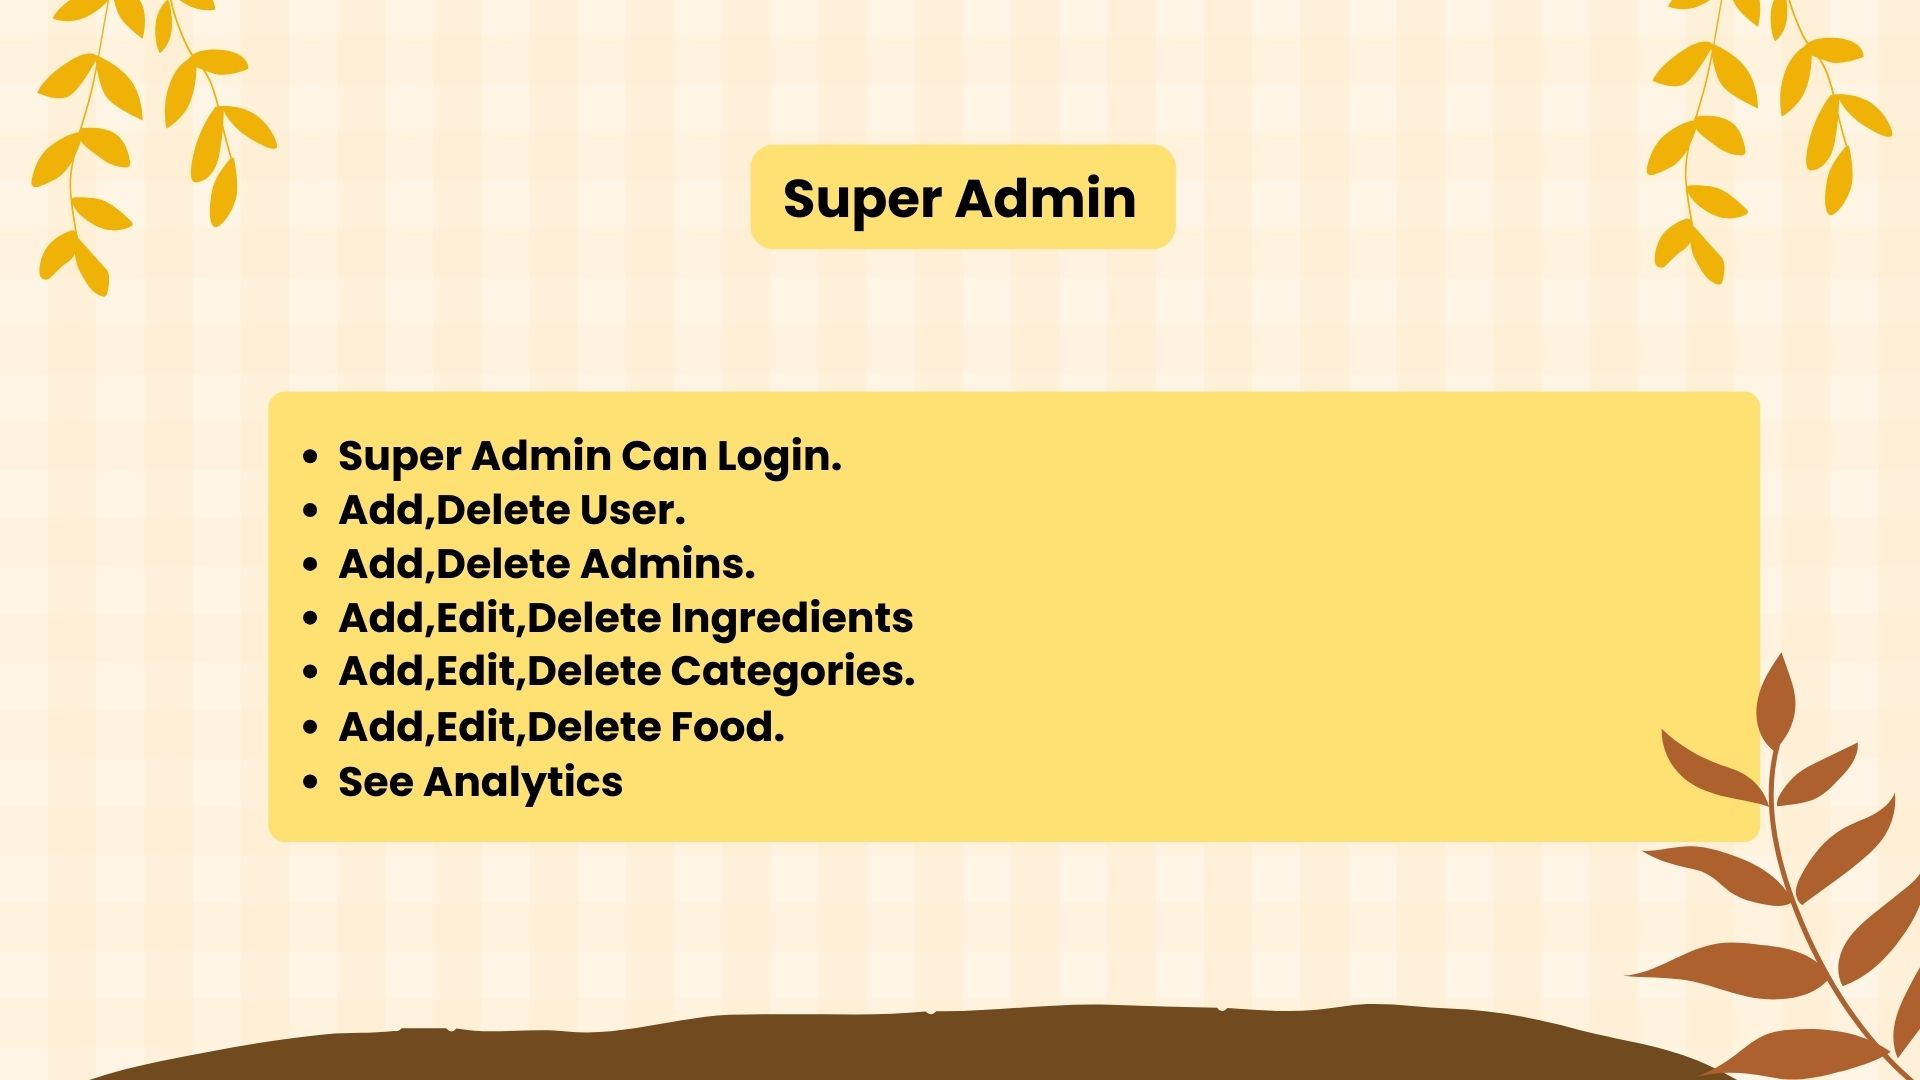 Super Admin
• Super Admin Can Login.
• Add,Delete User.
• Add,Delete Admins.
• Add,Edit,Delete Ingredients
• Add,Edit,Delete Categories.
• Add,Edit,Delete Food.
• See Analytics